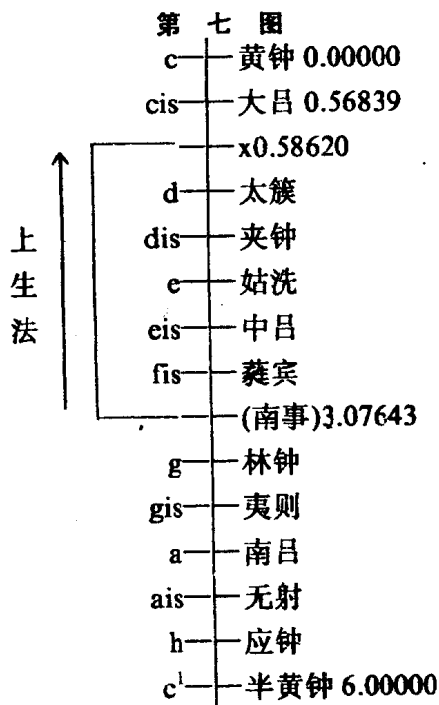 第 七 图
c 黄钟 0.00000
cis 大吕 0.56839
x0.58620
d 太簇
dis 夹钟
e 姑洗
eis 中吕
fis 蕤宾
(南事)3.07643
g 林钟
gis 夷则
a 南吕
ais 无射
h 应钟
c¹ 半黄钟 6.00000
上生法